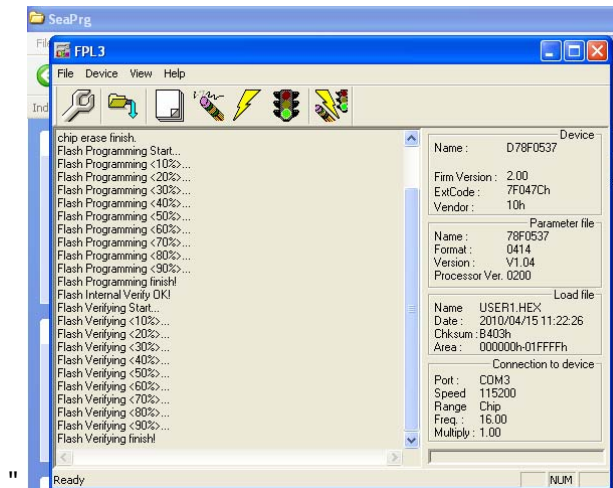 SeaPrg
FPL3
File Device View Help
chip erase finish.
Flash Programming Start...
Flash Programming <10%>...
Flash Programming <20%>...
Flash Programming <30%>...
Flash Programming <40%>...
Flash Programming <50%>...
Flash Programming <60%>...
Flash Programming <70%>...
Flash Programming <80%>...
Flash Programming <90%>...
Flash Programming finish!
Flash Internal Verify OK!
Flash Verifying Start...
Flash Verifying <10%>...
Flash Verifying <20%>...
Flash Verifying <30%>...
Flash Verifying <40%>...
Flash Verifying <50%>...
Flash Verifying <60%>...
Flash Verifying <70%>...
Flash Verifying <80%>...
Flash Verifying <90%>...
Flash Verifying finish!
Device
Name : D78F0537
Firm Version : 2.00
ExtCode : 7F047Ch
Vendor : 10h
Parameter file
Name : 78F0537
Format : 0414
Version : V1.04
Processor Ver. 0200
Load file
Name USER1.HEX
Date : 2010/04/15 11:22:26
Chksum : B403h
Area : 000000h-01FFFFh
Connection to device
Port : COM3
Speed 115200
Range Chip
Freq. : 16.00
Multiply : 1.00
"
Ready NUM